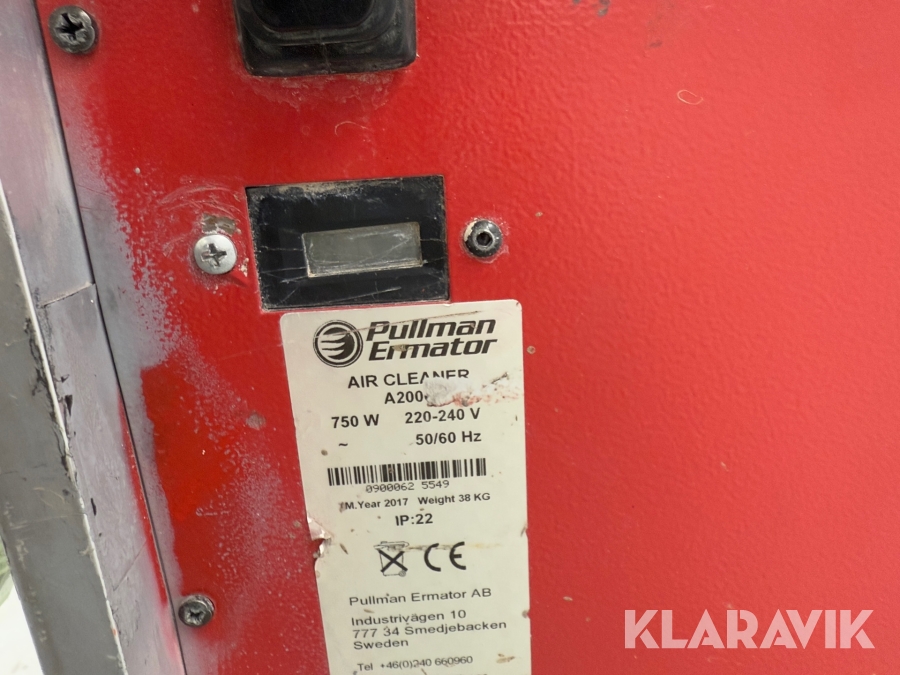 Pullman
Ermator
AIR CLEANER
A200
750 W 220-240 V
~ 50/60 Hz
0900062 5549
M.Year 2017 Weight 38 KG
IP:22
CE
Pullman Ermator AB
Industrivägen 10
777 34 Smedjebacken
Sweden
Tel +46(0)240 660960
KLARAVIK